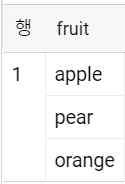 행 fruit
1 apple
pear
orange